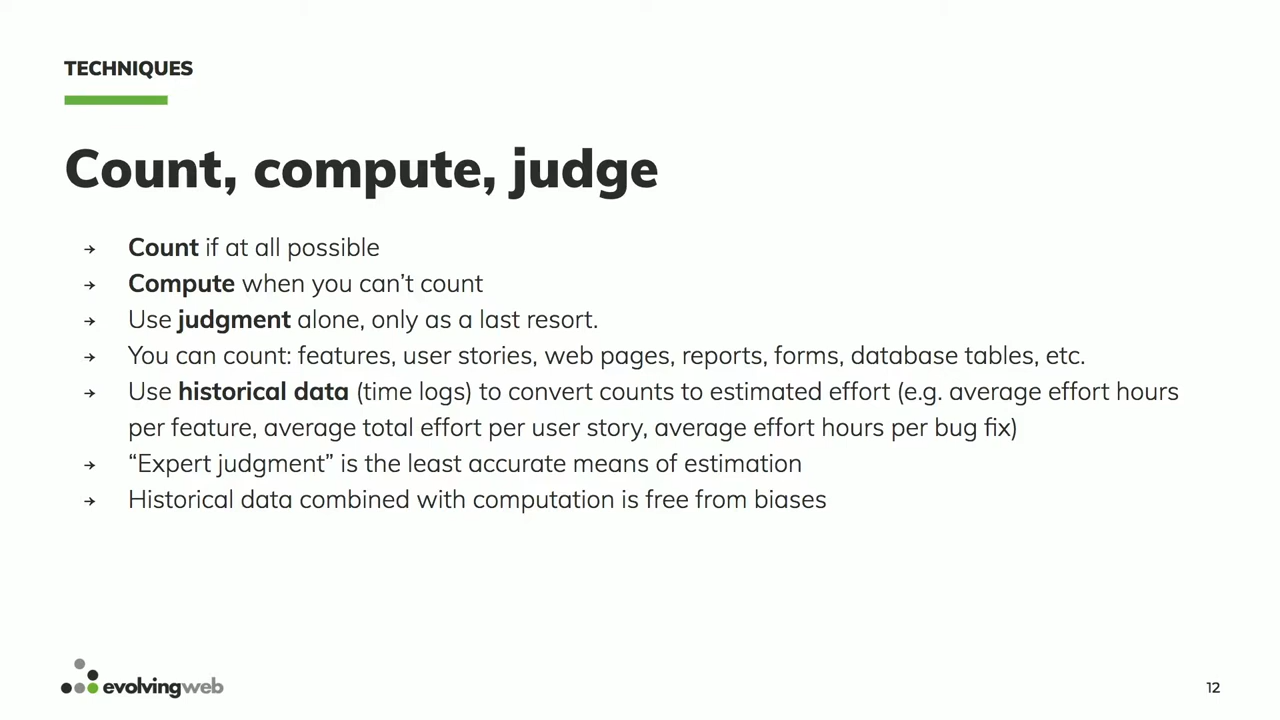 TECHNIQUES
Count, compute, judge
→ Count if at all possible
→ Compute when you can’t count
→ Use judgment alone, only as a last resort.
→ You can count: features, user stories, web pages, reports, forms, database tables, etc.
→ Use historical data (time logs) to convert counts to estimated effort (e.g. average effort hours
per feature, average total effort per user story, average effort hours per bug fix)
→ “Expert judgment” is the least accurate means of estimation
→ Historical data combined with computation is free from biases
evolvingweb
12